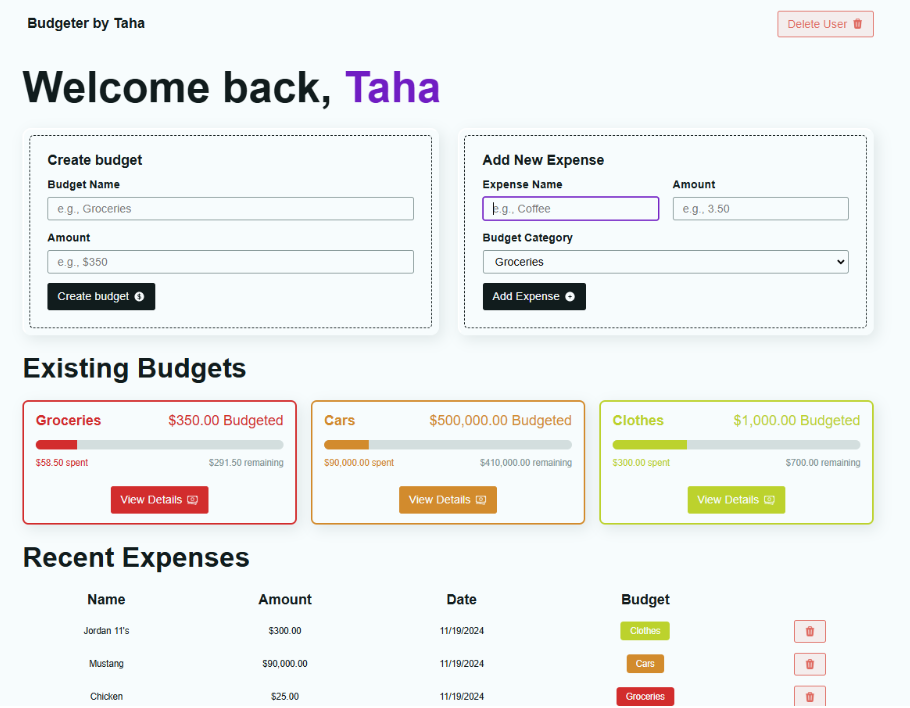 Budgeter by Taha
Delete User
Welcome back, Taha
Create budget
Budget Name
e.g., Groceries
Amount
e.g., $350
Create budget
Add New Expense
Expense Name
Amount
e.g., Coffee
e.g., 3.50
Budget Category
Groceries
Add Expense
Existing Budgets
Groceries
$350.00 Budgeted
$58.50 spent
$291.50 remaining
View Details
Cars
$500,000.00 Budgeted
$90,000.00 spent
$410,000.00 remaining
View Details
Clothes
$1,000.00 Budgeted
$300.00 spent
$700.00 remaining
View Details
Recent Expenses
Name Amount Date Budget
Jordan 11's $300.00 11/19/2024 Clothes
Mustang $90,000.00 11/19/2024 Cars
Chicken $25.00 11/19/2024 Groceries